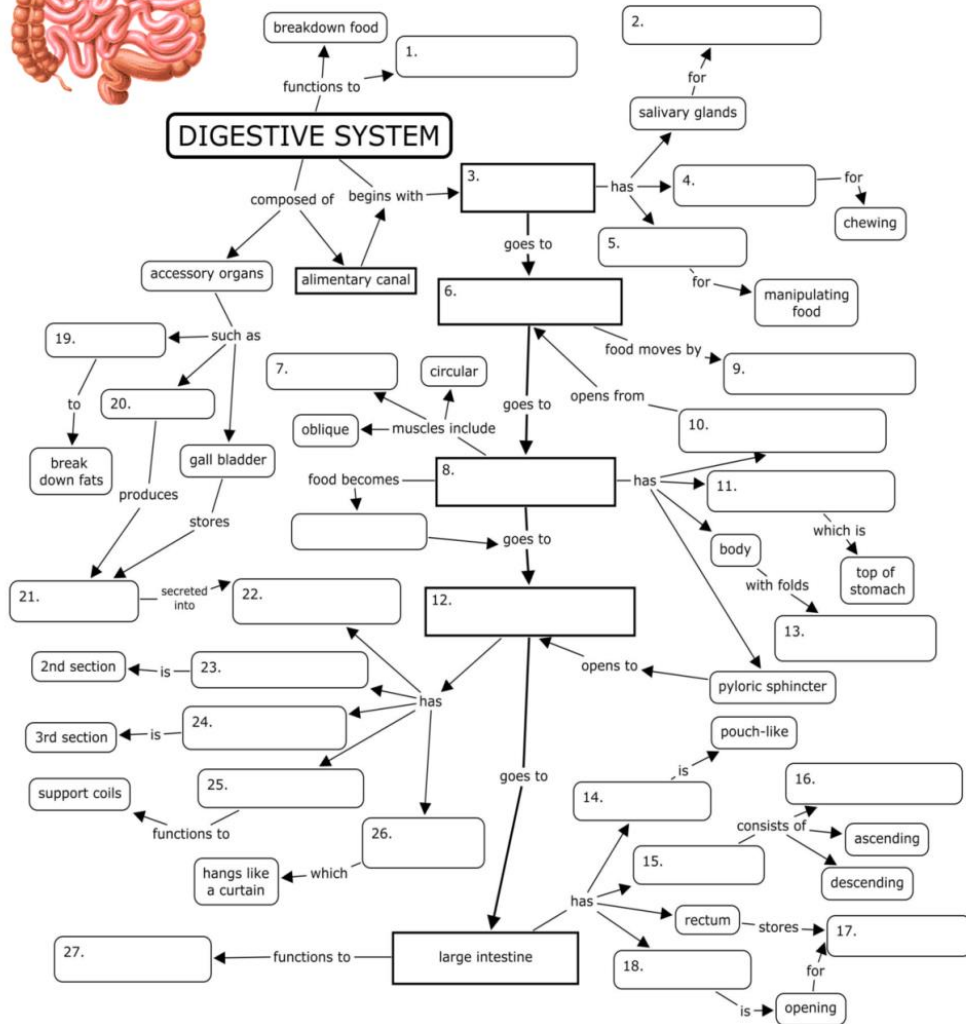 breakdown food
1.
2.
functions to
for
salivary glands
DIGESTIVE SYSTEM
3.
has
4.
for
chewing
composed of
begins with
5.
goes to
for
accessory organs
alimentary canal
manipulating
food
6.
19.
such as
food moves by
9.
7.
circular
20.
to
goes to
opens from
10.
oblique
muscles include
break
down fats
gall bladder
8.
food becomes
has
11.
produces
stores
which is
goes to
body
top of
stomach
with folds
21.
secreted
into
22.
12.
13.
2nd section
is
23.
opens to
pyloric sphincter
has
3rd section
is
24.
pouch-like
goes to
is
support coils
25.
14.
16.
functions to
26.
consists of
ascending
15.
hangs like
a curtain
which
descending
has
rectum
stores
17.
27.
functions to
large intestine
18.
for
is
opening